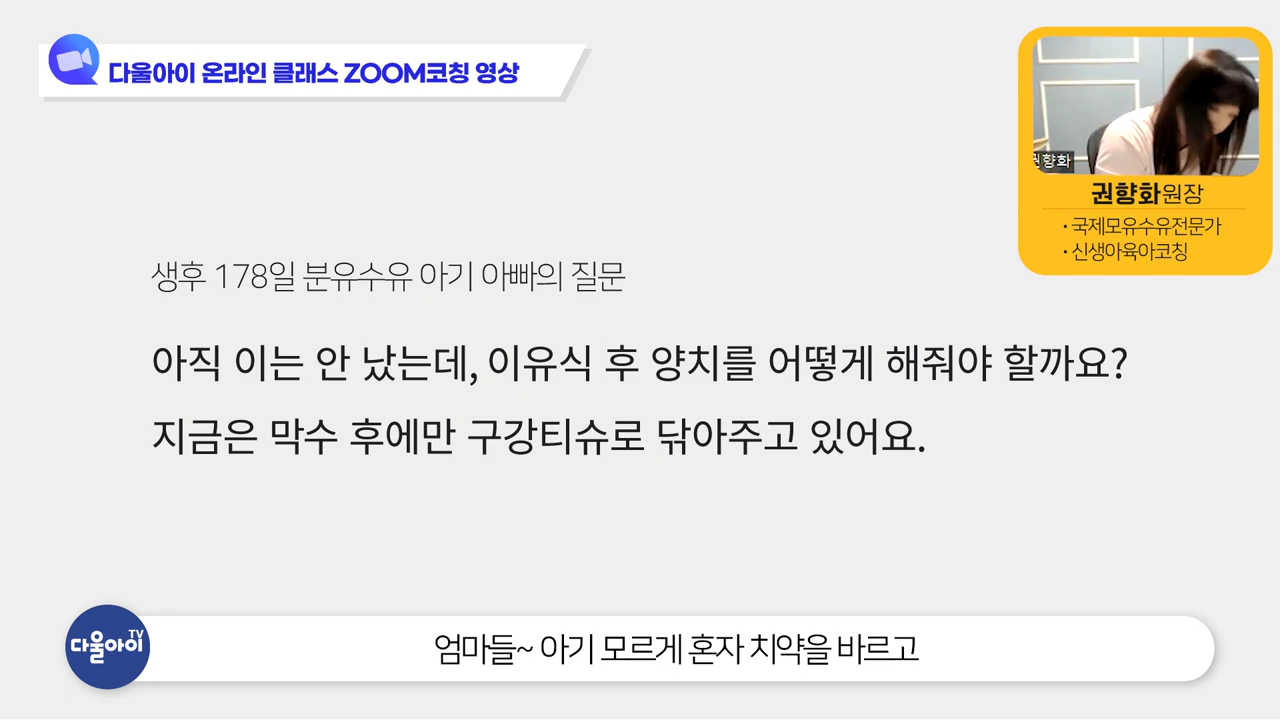 다울아이 온라인 클래스 ZOOM코칭 영상
권향화
권향화원장
· 국제모유수유전문가
· 신생아육아코칭
생후 178일 분유수유 아기 아빠의 질문
아직 이는 안 났는데, 이유식 후 양치를 어떻게 해줘야 할까요?
지금은 막수 후에만 구강티슈로 닦아주고 있어요.
다울아이 TV
엄마들~ 아기 모르게 혼자 치약을 바르고